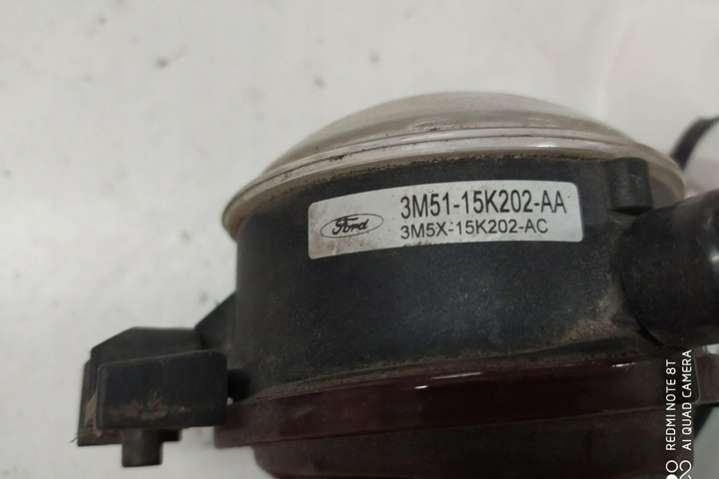 Ford
3M51-15K202-AA
3M5X-15K202-AC
REDMI NOTE 8T
AI QUAD CAMERA